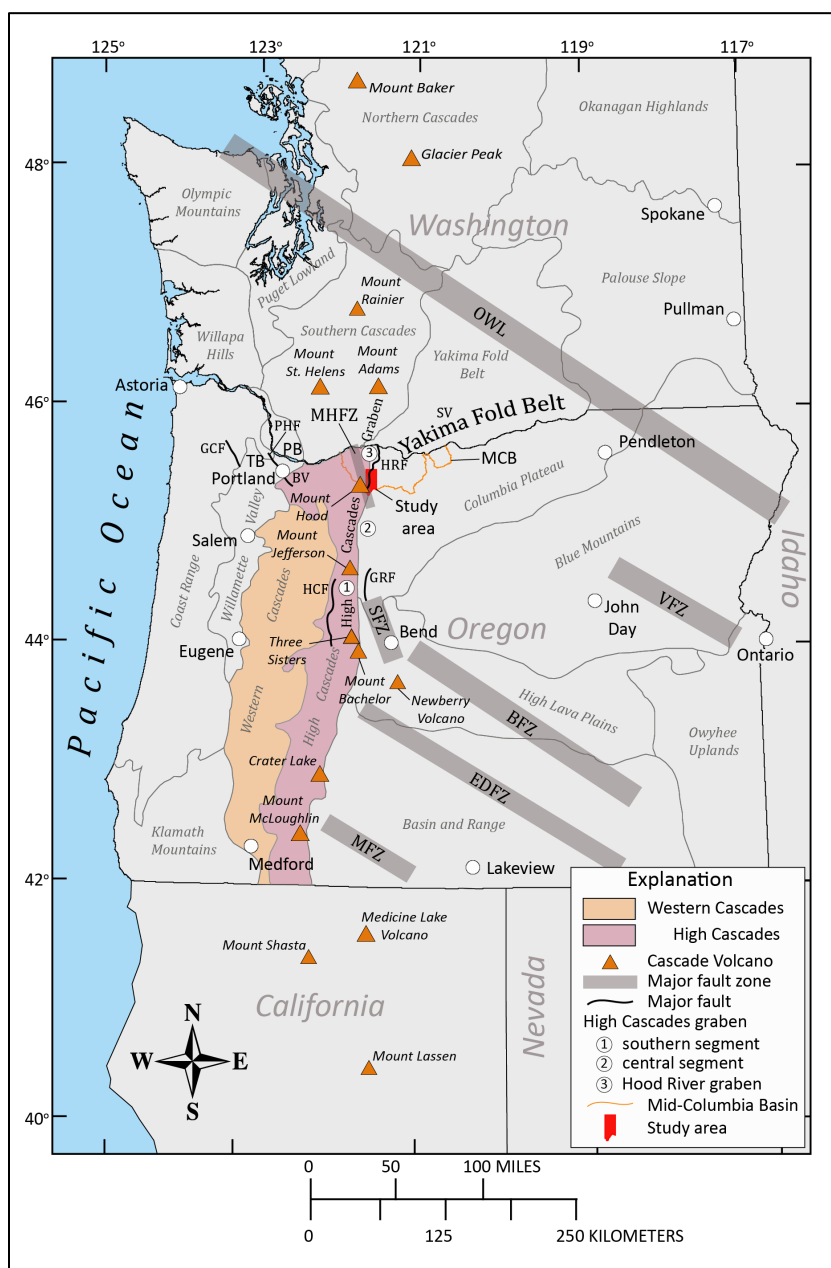 125°
123°
121°
119°
117°
48°
46°
44°
42°
40°
Mount Baker
Northern Cascades
Okanagan Highlands
Glacier Peak
Olympic
Mountains
Washington
Spokane
Puget Lowland
Palouse Slope
Mount
Rainier
Pullman
OWL
Southern Cascades
Willapa
Hills
Mount
St. Helens
Mount
Adams
Yakima Fold
Belt
Astoria
MHFZ
Graben
SV
Yakima Fold Belt
PHF
GCF
PB
TB
Portland
BV
3
HRF
MCB
Pendleton
Pacific Ocean
Mount
Hood
Study
area
Columbia Plateau
Valley
Salem
Cascades
2
Mount
Jefferson
Blue Mountains
Idaho
Coast Range
Willamette
Cascades
HCF
1
High
GRF
SFZ
VFZ
John
Day
Eugene
Three
Sisters
Bend
Oregon
Ontario
Cascades
Mount
Bachelor
Newberry
Volcano
High Lava Plains
Western
High
BFZ
Owyhee
Uplands
Crater Lake
EDFZ
Mount
McLoughlin
Klamath
Mountains
MFZ
Basin and Range
Medford
Lakeview
Medicine Lake
Volcano
Mount Shasta
California
Nevada
Mount Lassen
N
W
E
S
Explanation
Western Cascades
High Cascades
Cascade Volcano
Major fault zone
Major fault
High Cascades graben
1 southern segment
2 central segment
3 Hood River graben
Mid-Columbia Basin
Study area
0 50 100 MILES
0 125 250 KILOMETERS